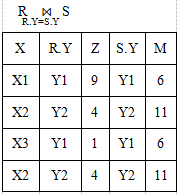 R ⋈ S
R.Y=S.Y
X R.Y Z S.Y M
X1 Y1 9 Y1 6
X2 Y2 4 Y2 11
X3 Y1 1 Y1 6
X2 Y2 4 Y2 11